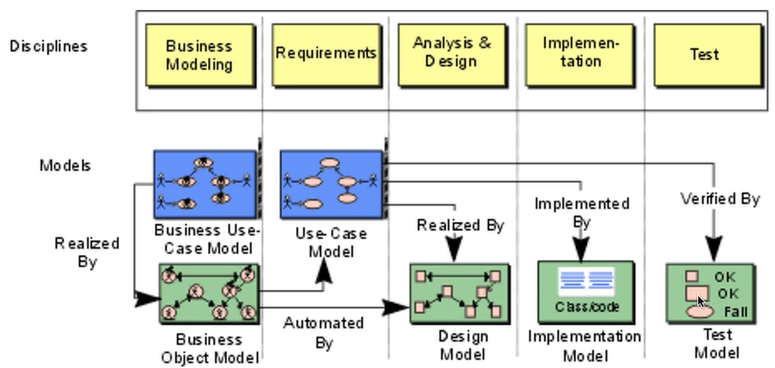 Disciplines
Business
Modeling
Requirements
Analysis &
Design
Implemen-
tation
Test
Models
Business Use-
Case Model
Use-Case
Model
Realized
By
Realized By
Implemented
By
Verified By
Business
Object Model
Automated
By
Design
Model
Class/code
Implementation
Model
OK
OK
Fail
Test
Model